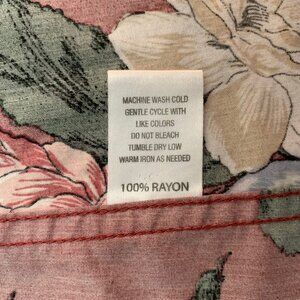 MACHINE WASH COLD
GENTLE CYCLE WITH
LIKE COLORS
DO NOT BLEACH
TUMBLE DRY LOW
WARM IRON AS NEEDED
100% RAYON